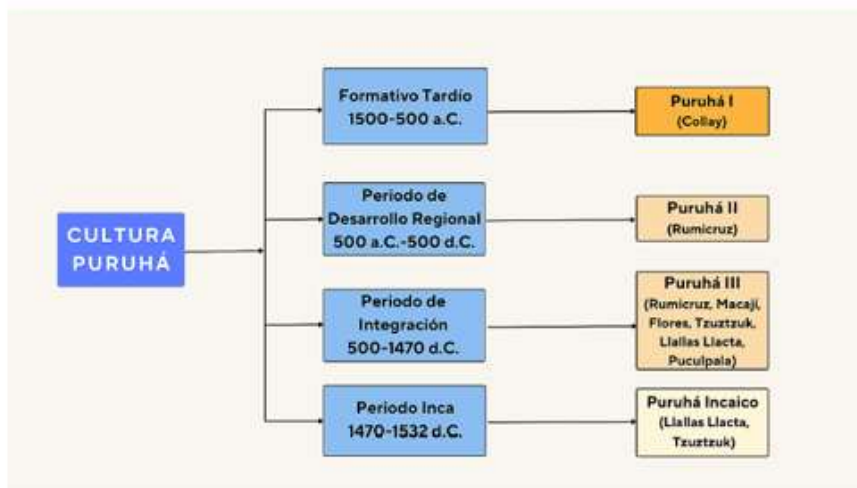 CULTURA
PURUHÁ
Formativo Tardío
1500-500 a.C.
Puruhá I
(Collay)
Periodo de
Desarrollo Regional
500 a.C.-500 d.C.
Puruhá II
(Rumicruz)
Periodo de
Integración
500-1470 d.C.
Puruhá III
(Rumicruz, Macají,
Flores, Tzuztzuk,
Llallas Llacta,
Puculpala)
Periodo Inca
1470-1532 d.C.
Puruhá Incaico
(Llallas Llacta,
Tzuztzuk)